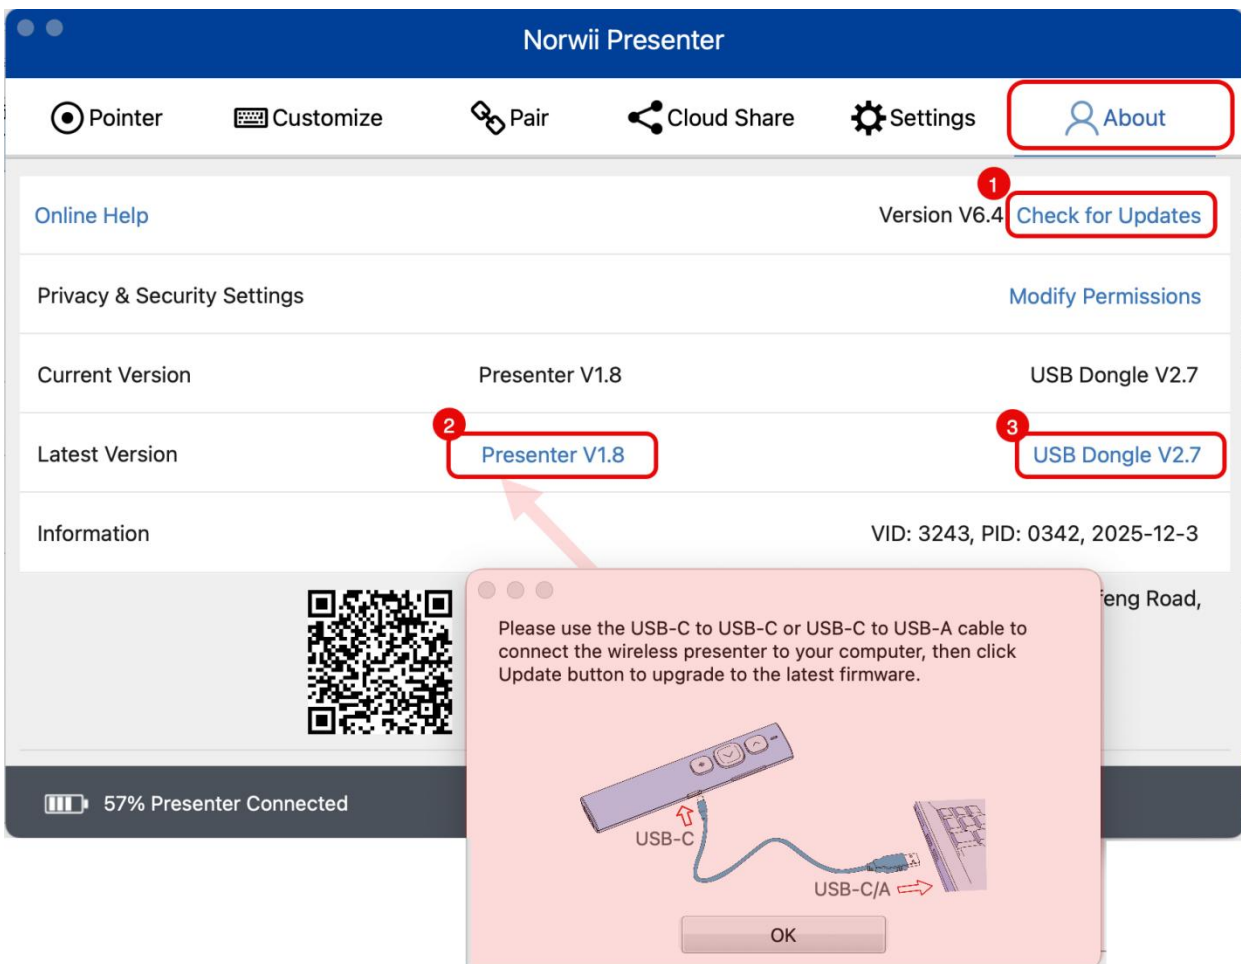 Norwii Presenter
Pointer Customize Pair Cloud Share Settings About
1
Online Help Version V6.4 Check for Updates
Privacy & Security Settings Modify Permissions
Current Version Presenter V1.8 USB Dongle V2.7
2 3
Latest Version Presenter V1.8 USB Dongle V2.7
Information VID: 3243, PID: 0342, 2025-12-3
feng Road,
Please use the USB-C to USB-C or USB-C to USB-A cable to
connect the wireless presenter to your computer, then click
Update button to upgrade to the latest firmware.
57% Presenter Connected
USB-C
USB-C/A
OK